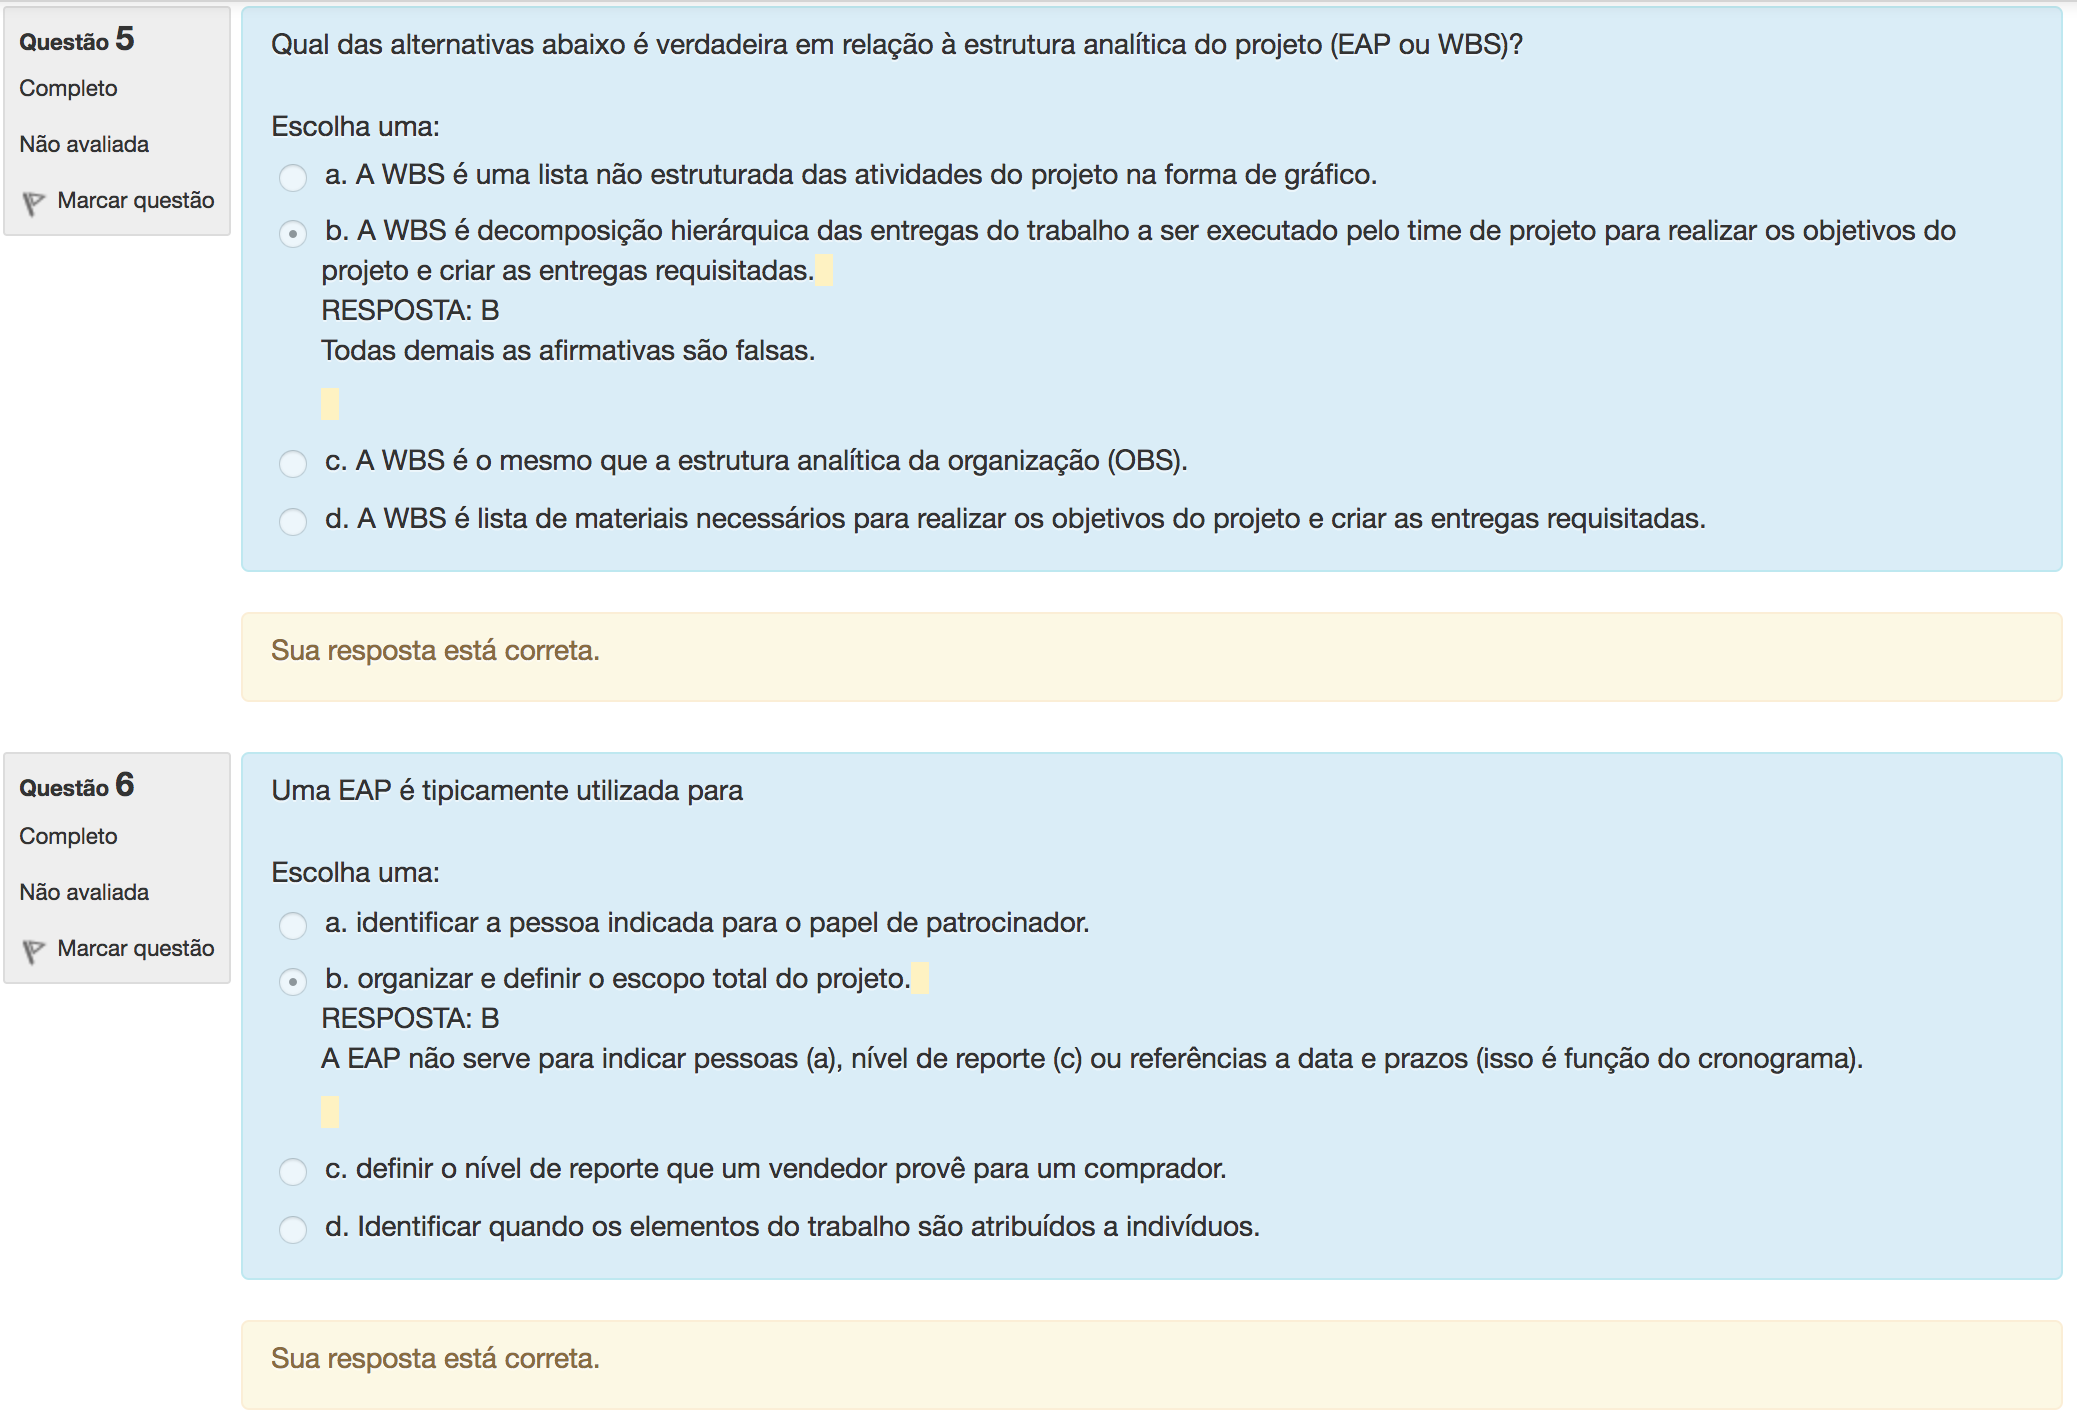 Questão 5
Completo
Não avaliada
Marcar questão
Qual das alternativas abaixo é verdadeira em relação à estrutura analítica do projeto (EAP ou WBS)?
Escolha uma:
a. A WBS é uma lista não estruturada das atividades do projeto na forma de gráfico.
b. A WBS é decomposição hierárquica das entregas do trabalho a ser executado pelo time de projeto para realizar os objetivos do
projeto e criar as entregas requisitadas.
RESPOSTA: B
Todas demais as afirmativas são falsas.
c. A WBS é o mesmo que a estrutura analítica da organização (OBS).
d. A WBS é lista de materiais necessários para realizar os objetivos do projeto e criar as entregas requisitadas.
Sua resposta está correta.
Questão 6
Completo
Não avaliada
Marcar questão
Uma EAP é tipicamente utilizada para
Escolha uma:
a. identificar a pessoa indicada para o papel de patrocinador.
b. organizar e definir o escopo total do projeto.
RESPOSTA: B
A EAP não serve para indicar pessoas (a), nível de reporte (c) ou referências a data e prazos (isso é função do cronograma).
c. definir o nível de reporte que um vendedor provê para um comprador.
d. Identificar quando os elementos do trabalho são atribuídos a indivíduos.
Sua resposta está correta.